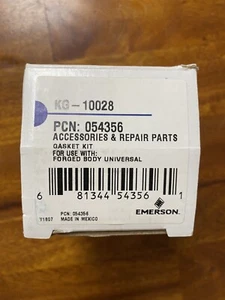 KG-10028
PCN: 054356
ACCESSORIES & REPAIR PARTS
GASKET KIT
FOR USE WITH:
FORGED BODY UNIVERSAL
6 81344 54356 1
EMERSON
PCN: 054356
MADE IN MEXICO